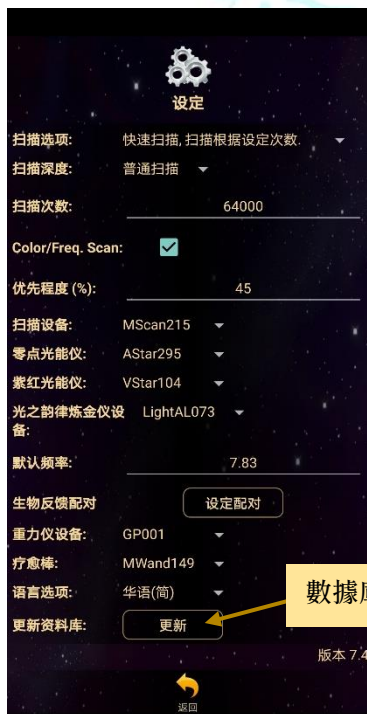 设定
扫描选项: 快速扫描, 扫描根据设定次数.
扫描深度: 普通扫描
扫描次数: 64000
Color/Freq. Scan:
优先程度 (%): 45
扫描设备: MScan215
零点光能仪: AStar295
紫红光能仪: VStar104
光之韵律炼金仪设备: LightAL073
默认频率: 7.83
生物反馈配对 设定配对
重力仪设备: GP001
疗愈棒: MWand149
语言选项: 华语(简)
數據庫
更新资料库: 更新
版本 7.4
返回